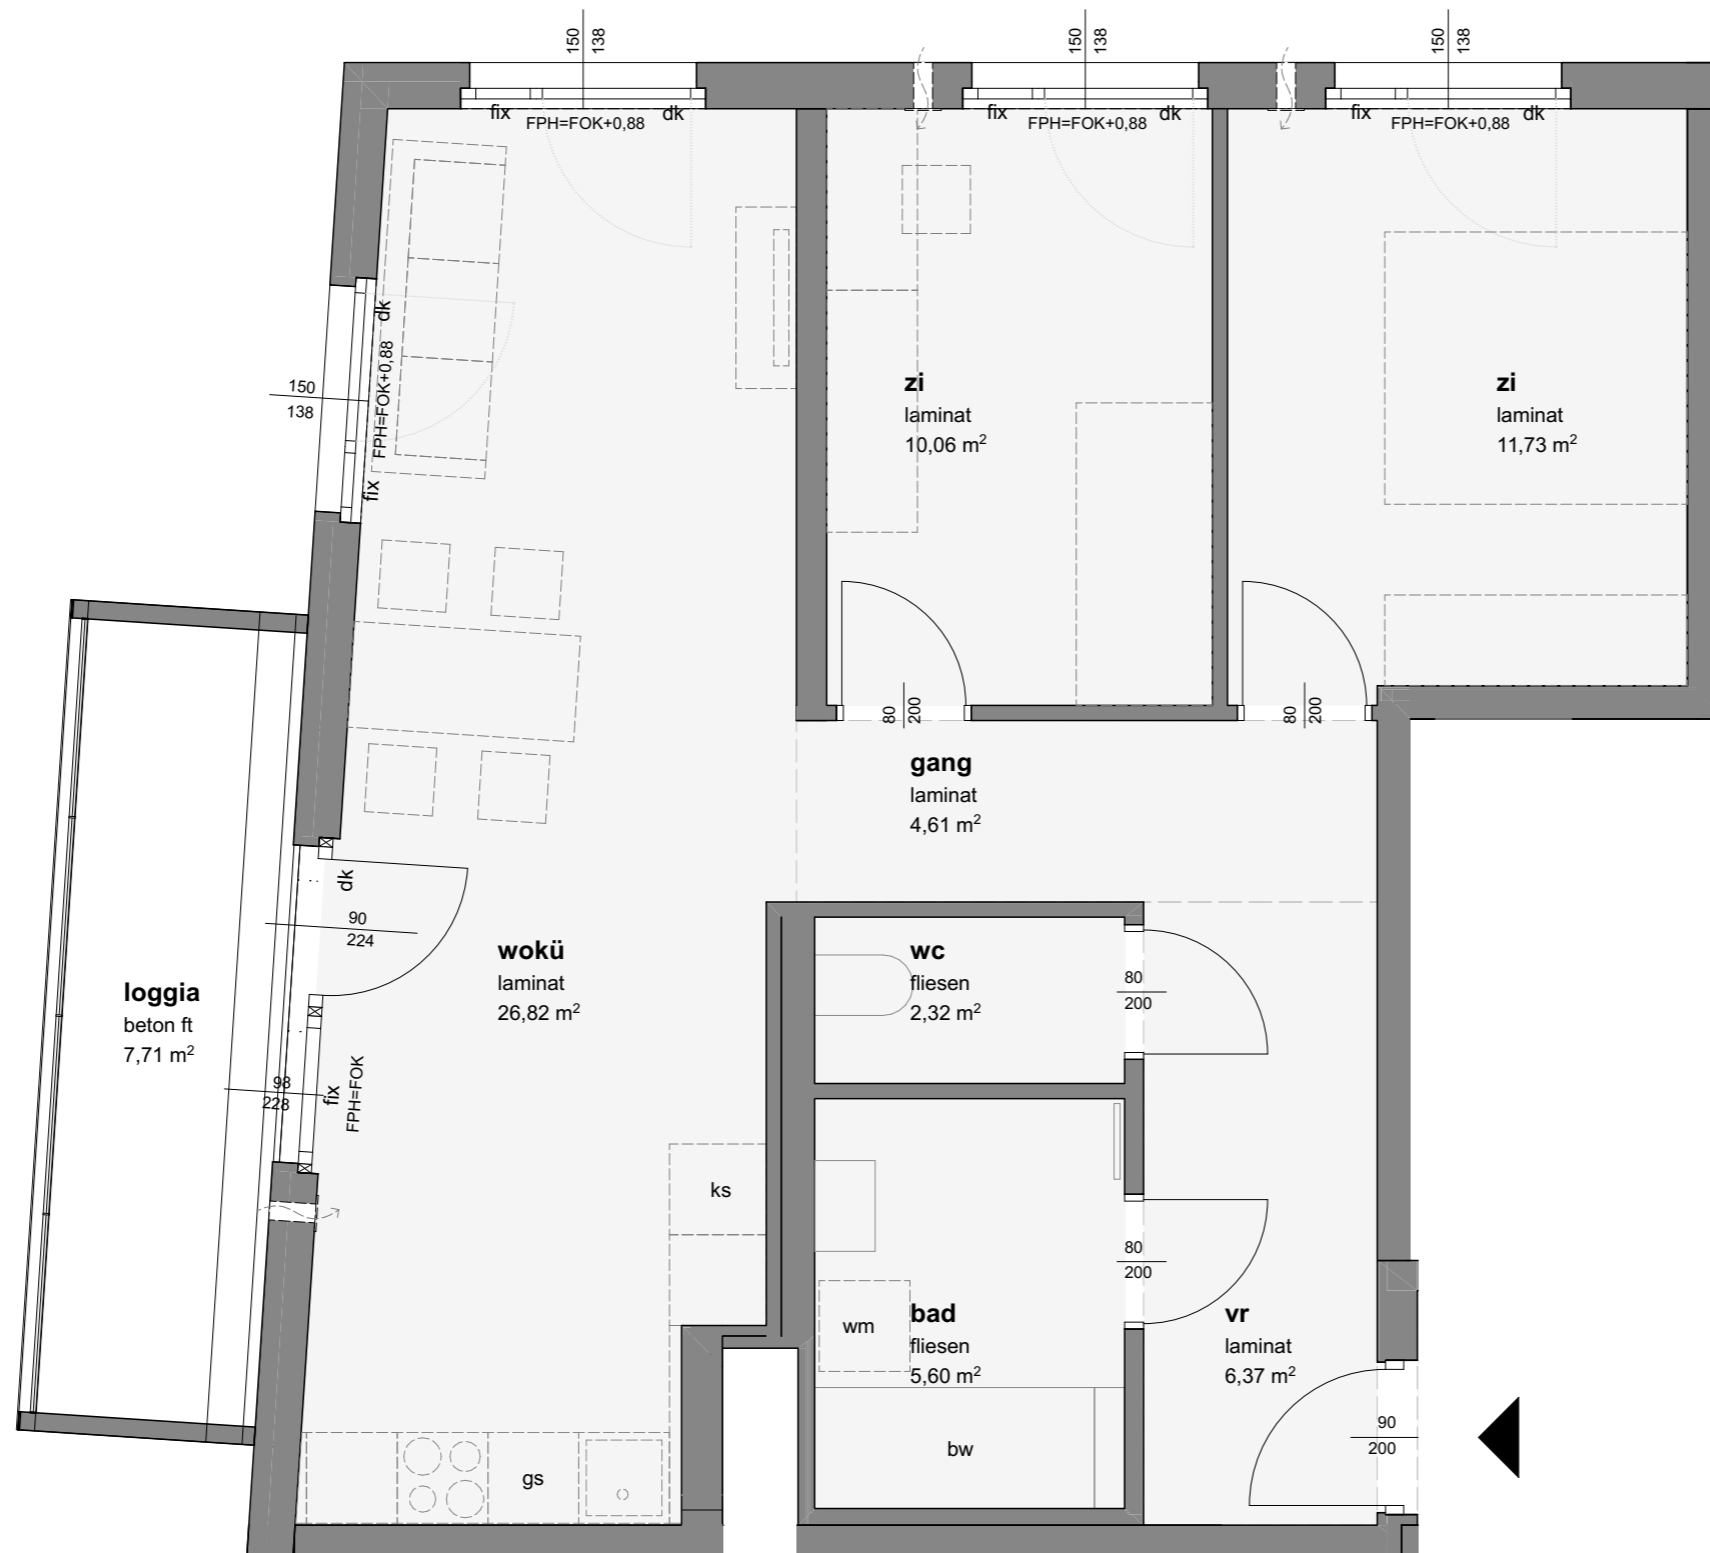 150
138
150
138
150
138
fix
dk
FPH=FOK+0,88
fix
dk
FPH=FOK+0,88
fix
dk
FPH=FOK+0,88
dk
FPH=FOK+0,88
fix
150
138
zi
laminat
10,06 m²
zi
laminat
11,73 m²
80
200
80
200
gang
laminat
4,61 m²
dk
90
224
wokü
laminat
26,82 m²
wc
fliesen
2,32 m²
80
200
loggia
beton ft
7,71 m²
98
228
fix
FPH=FOK
ks
80
200
wm
bad
fliesen
5,60 m²
vr
laminat
6,37 m²
90
200
bw
gs